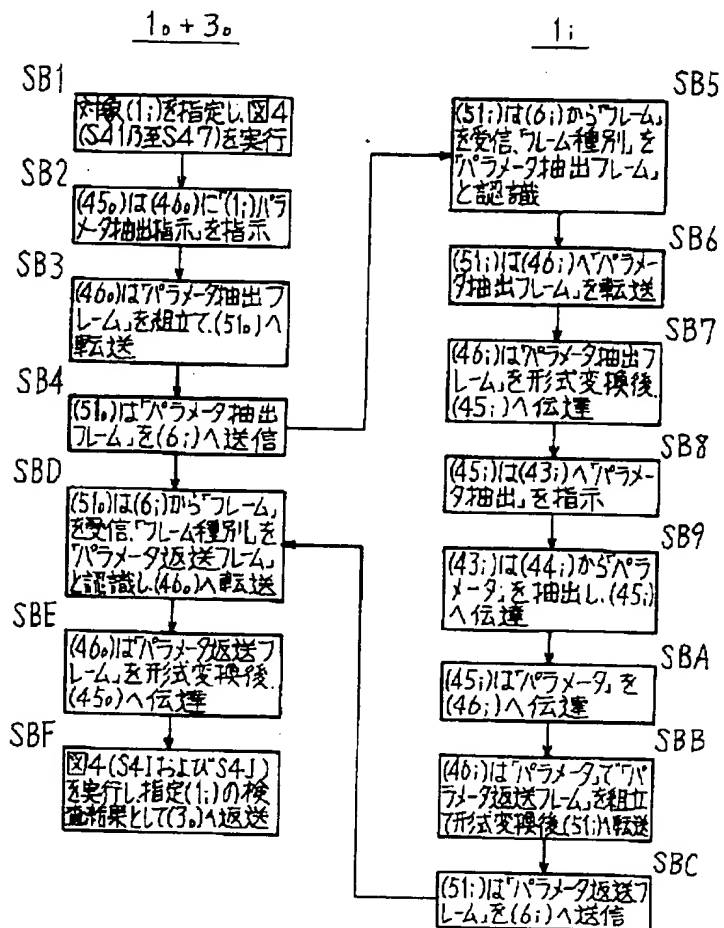 1₀ + 3₀
SB1
対象(1ᵢ)を指定し、図4
(S41乃至S47)を実行
SB2
(45₀)は(46₀)に「(1ᵢ)パラ
メータ抽出指示」を指示
SB3
(46₀)は「パラメータ抽出フ
レーム」を組立て、(51₀)へ
転送
SB4
(51₀)は「パラメータ抽出
フレーム」を(6ᵢ)へ送信
SBD
(51₀)は(6ᵢ)から「フレーム」
を受信、「フレーム種別」を
「パラメータ返送フレーム」
と認識し、(46₀)へ転送
SBE
(46₀)は「パラメータ返送フ
レーム」を形式変換後、
(45₀)へ伝達
SBF
図4(S4IおよびS4J)
を実行し、指定(1ᵢ)の検
査結果として(3₀)へ返送
1ᵢ
SB5
(51ᵢ)は(6ᵢ)から「フレーム」
を受信、「フレーム種別」を
「パラメータ抽出フレーム」
と認識
SB6
(51ᵢ)は(46ᵢ)へ「パラメー
タ抽出フレーム」を転送
SB7
(46ᵢ)は「パラメータ抽出フ
レーム」を形式変換後、
(45ᵢ)へ伝達
SB8
(45ᵢ)は(43ᵢ)へ「パラメ
ータ抽出」を指示
SB9
(43ᵢ)は(44ᵢ)から「パラメ
ータ」を抽出し、(45ᵢ)
へ伝達
SBA
(45ᵢ)は「パラメータ」を
(46ᵢ)へ伝達
SBB
(46ᵢ)は「パラメータ」で「パ
ラメータ返送フレーム」を組立
て形式変換後、(51ᵢ)へ転送
SBC
(51ᵢ)は「パラメータ返送フ
レーム」を(6ᵢ)へ送信